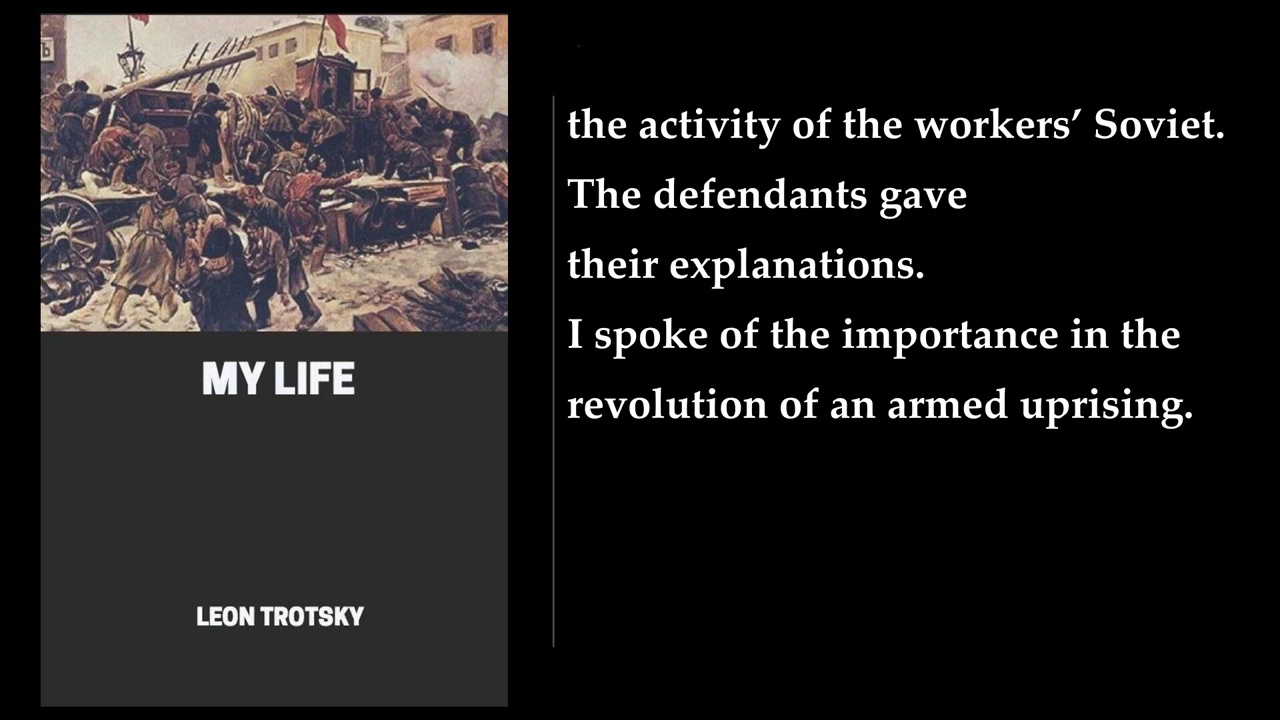 MY LIFE
LEON TROTSKY
the activity of the workers’ Soviet.
The defendants gave
their explanations.
I spoke of the importance in the
revolution of an armed uprising.